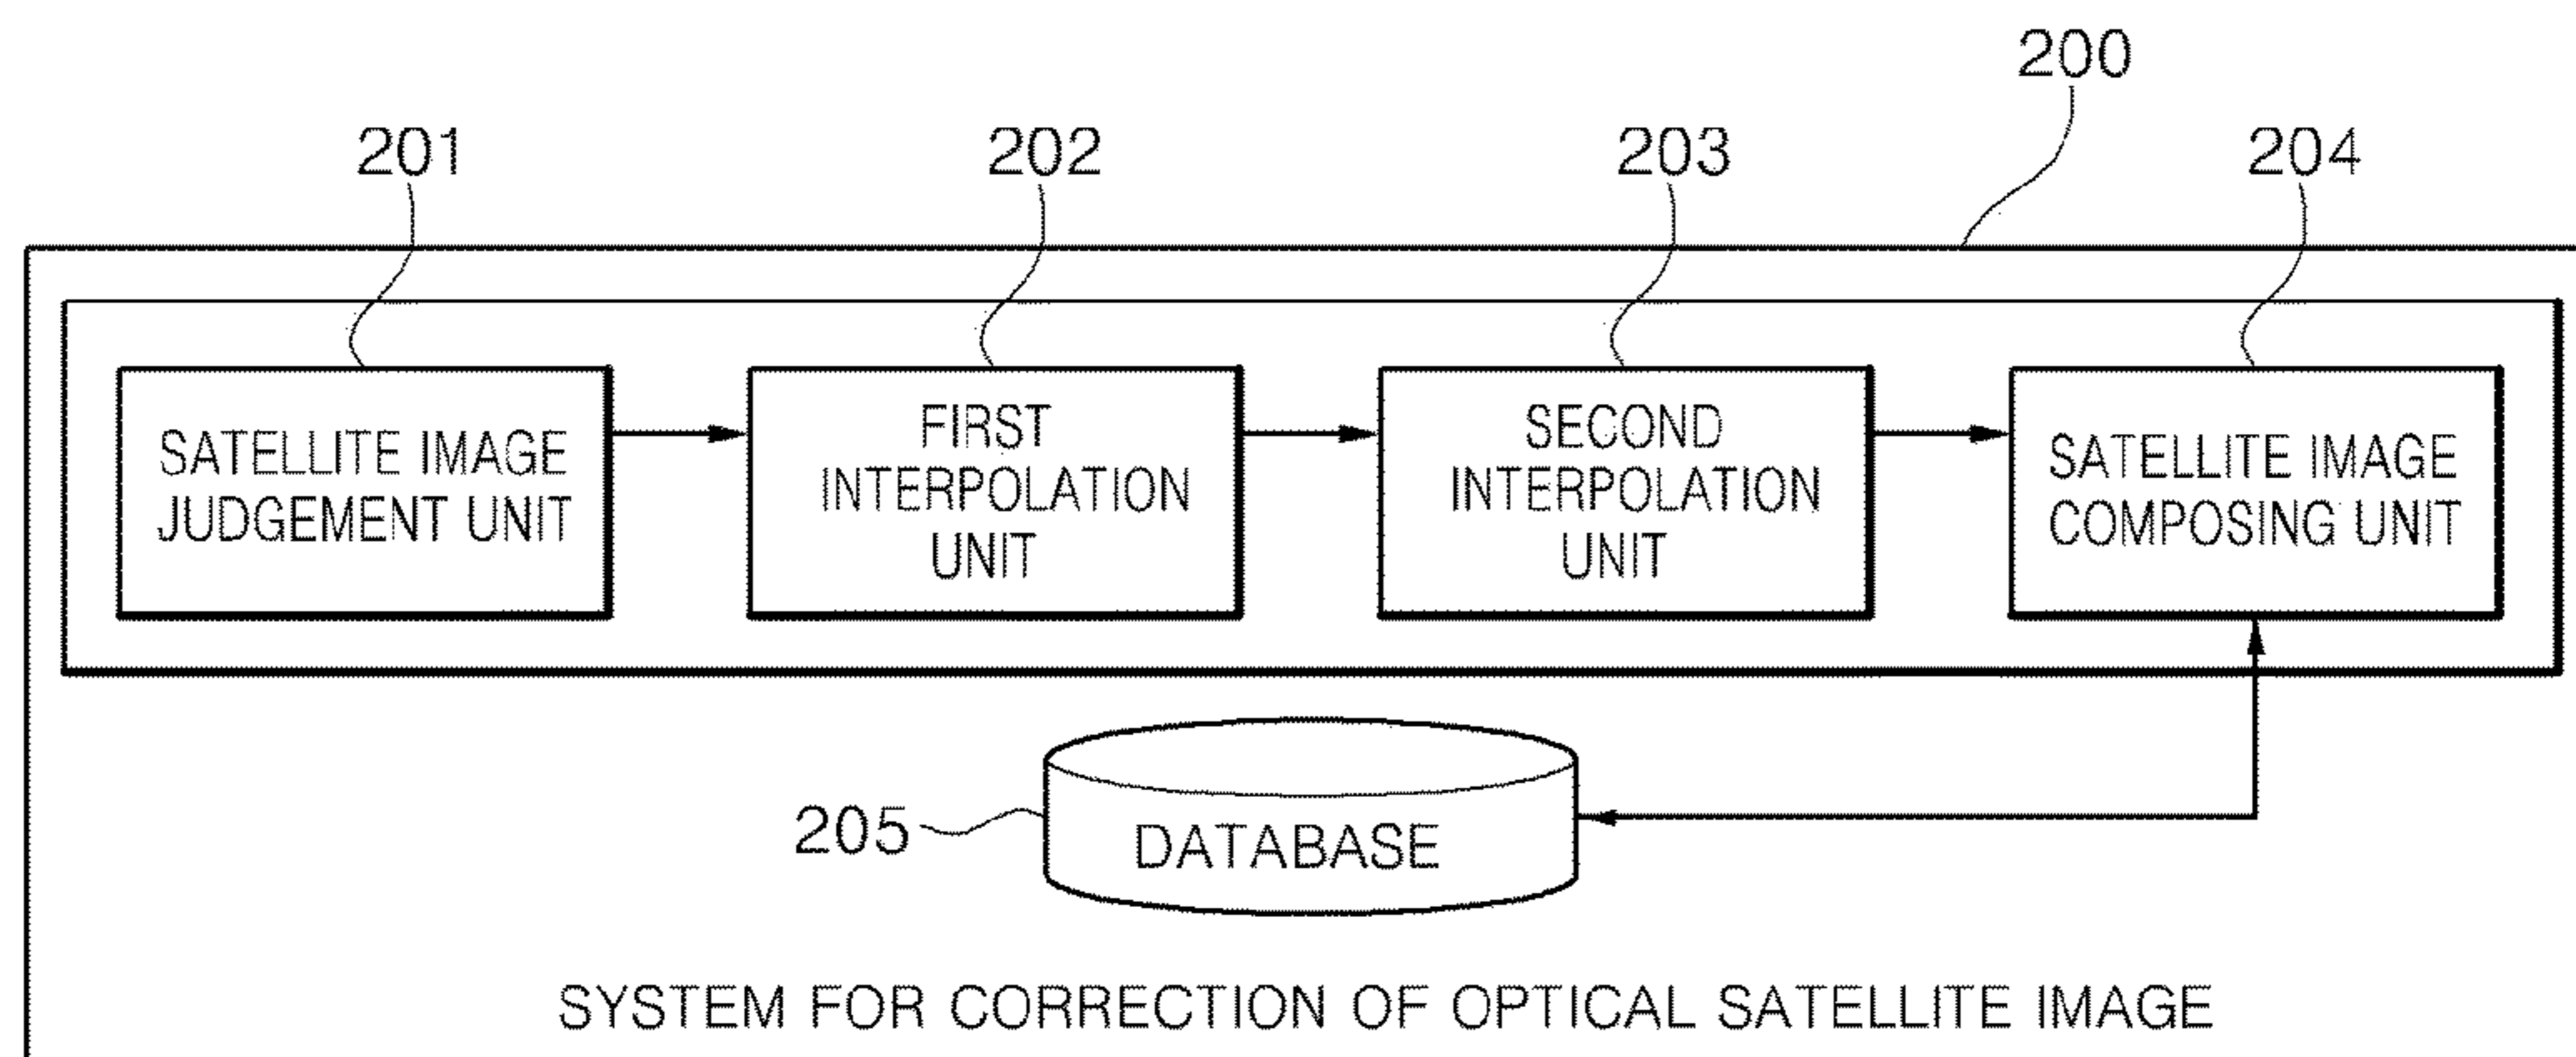 200
201
202
203
204
SATELLITE IMAGE
JUDGEMENT UNIT
FIRST
INTERPOLATION
UNIT
SECOND
INTERPOLATION
UNIT
SATELLITE IMAGE
COMPOSING UNIT
205
DATABASE
SYSTEM FOR CORRECTION OF OPTICAL SATELLITE IMAGE